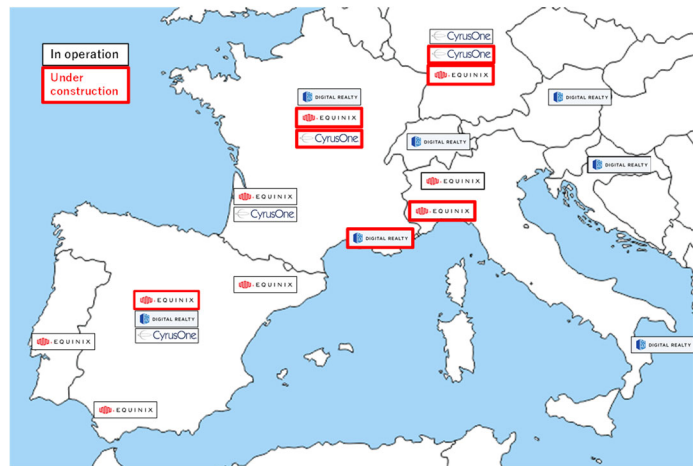 In operation
Under
construction
CyrusOne
CyrusOne
EQUINIX
DIGITAL REALTY
EQUINIX
CyrusOne
DIGITAL REALTY
DIGITAL REALTY
DIGITAL REALTY
EQUINIX
EQUINIX
CyrusOne
EQUINIX
DIGITAL REALTY
EQUINIX
EQUINIX
DIGITAL REALTY
CyrusOne
EQUINIX
DIGITAL REALTY
EQUINIX